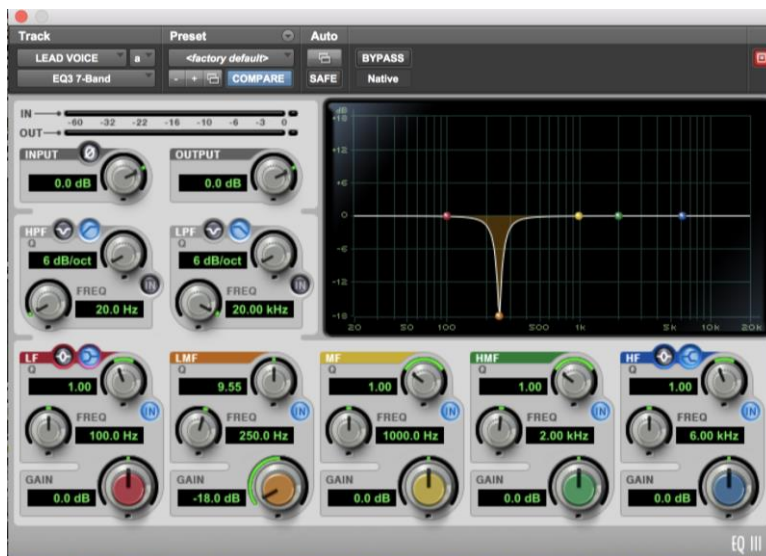 Track
Preset
Auto
LEAD VOICE
a
<factory default>
BYPASS
EQ3 7-Band
- +
COMPARE
SAFE
Native
IN
-60 -32 -22 -16 -10 -6 -3 0
OUT
INPUT
Ø
OUTPUT
0.0 dB
0.0 dB
HPF
LPF
Q
Q
6 dB/oct
6 dB/oct
IN
IN
FREQ
FREQ
20.0 Hz
20.00 kHz
dB
+18
+12
+6
0
-6
-12
-18
20 50 100 500 1k 5k 10k 20k
LF
LMF
MF
HMF
HF
Q
Q
Q
Q
Q
1.00
9.55
1.00
1.00
1.00
IN
IN
IN
IN
IN
FREQ
FREQ
FREQ
FREQ
FREQ
100.0 Hz
250.0 Hz
1000.0 Hz
2.00 kHz
6.00 kHz
GAIN
GAIN
GAIN
GAIN
GAIN
0.0 dB
-18.0 dB
0.0 dB
0.0 dB
0.0 dB
EQ III